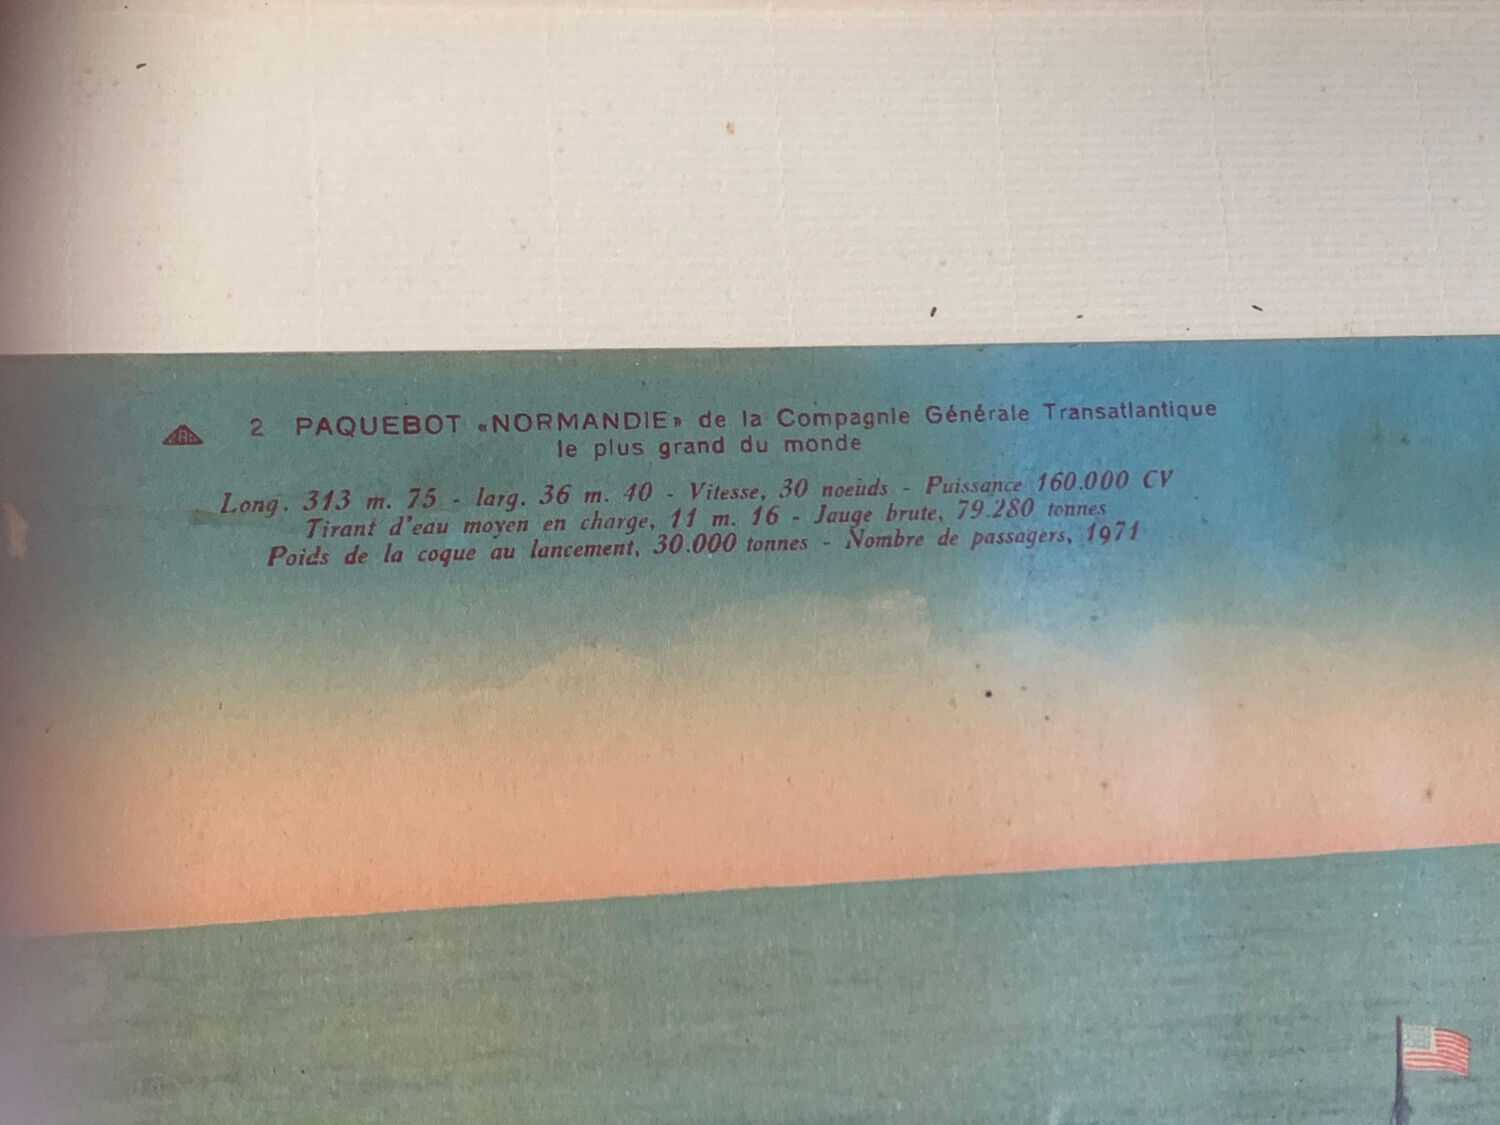 2 PAQUEBOT «NORMANDIE» de la Compagnie Générale Transatlantique
le plus grand du monde
Long. 313 m. 75 - larg. 36 m. 40 - Vitesse, 30 noeuds - Puissance 160.000 CV
Tirant d'eau moyen en charge, 11 m. 16 - Jauge brute, 79.280 tonnes
Poids de la coque au lancement, 30.000 tonnes - Nombre de passagers, 1971